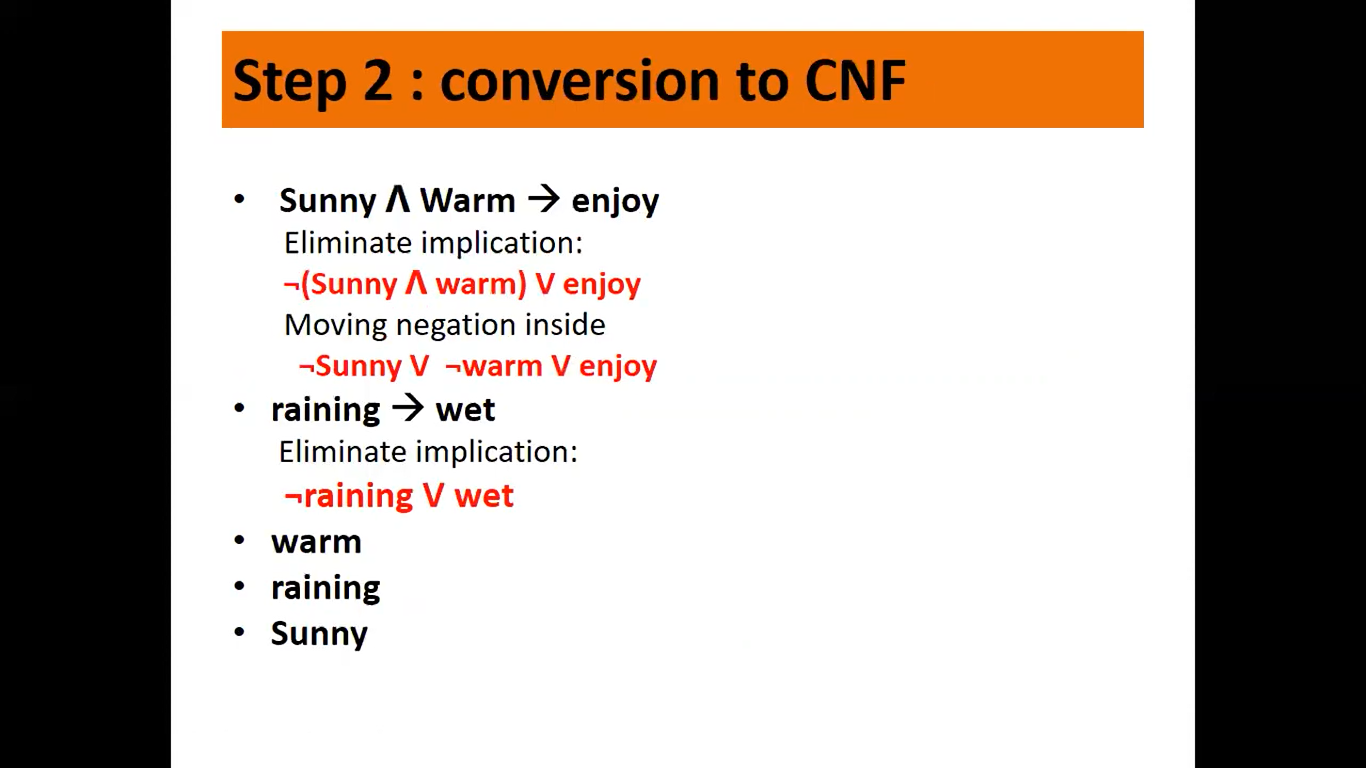 Step 2 : conversion to CNF
• Sunny Λ Warm → enjoy
Eliminate implication:
¬(Sunny Λ warm) V enjoy
Moving negation inside
¬Sunny V ¬warm V enjoy
• raining → wet
Eliminate implication:
¬raining V wet
• warm
• raining
• Sunny